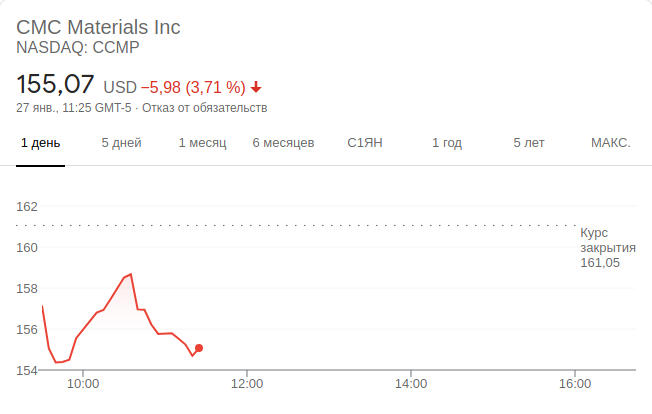 CMC Materials Inc
NASDAQ: CCMP
155,07 USD −5,98 (3,71 %)
27 янв., 11:25 GMT-5 · Отказ от обязательств
1 день 5 дней 1 месяц 6 месяцев С1ЯН 1 год 5 лет МАКС.
162
Курс
закрытия
161,05
160
158
156
154
10:00 12:00 14:00 16:00